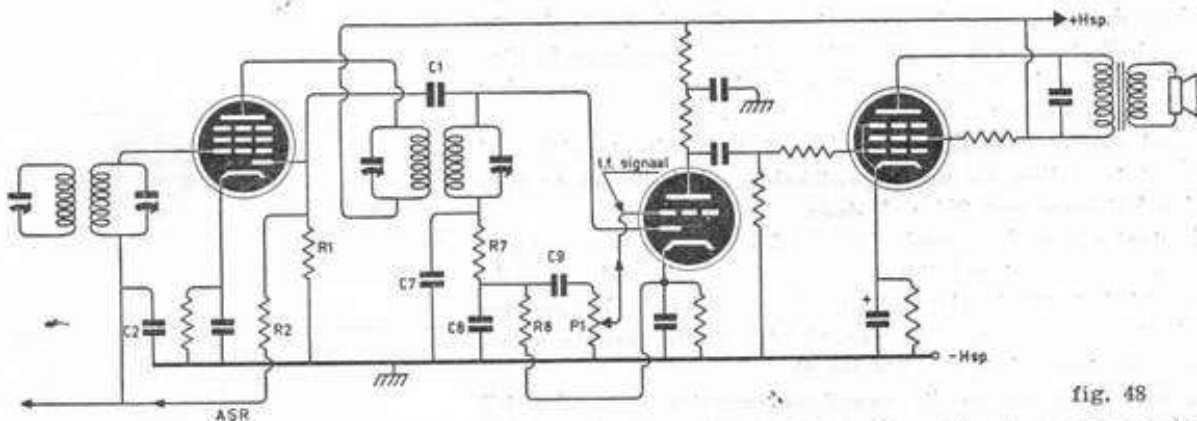 +Hsp.
C1
l.f. signaal
R1
R7
C9
C7
C2
R2
C8
R8
P1
+
-Hsp.
ASR
fig. 48